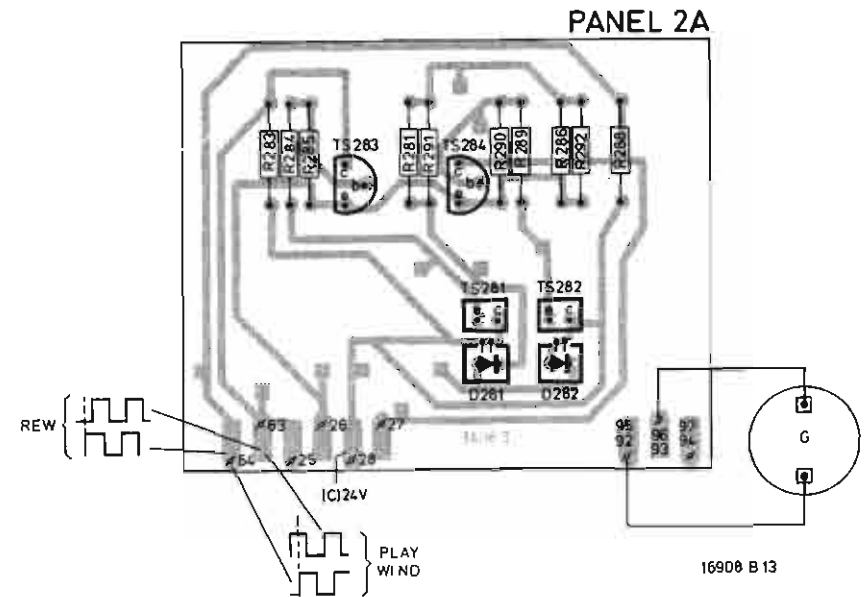 PANEL 2A
R283
R284
R285
TS283
R281
R291
TS284
R290
R289
R286
R292
R288
c
b
e
c
b
e
TS281
TS282
e c
e c
D281
D282
REW
63
64
25
26
27
28
(C)24V
95
92
96
93
97
94
G
PLAY
WIND
16908 B13